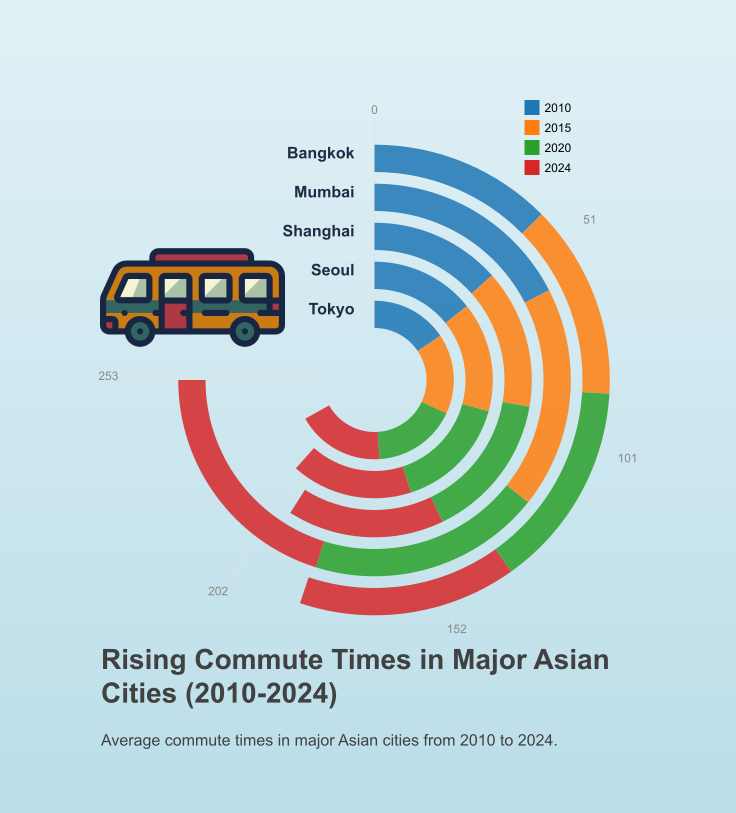 0
2010
2015
2020
2024
Bangkok
Mumbai
Shanghai
Seoul
Tokyo
51
253
101
202
152
Rising Commute Times in Major Asian
Cities (2010-2024)
Average commute times in major Asian cities from 2010 to 2024.